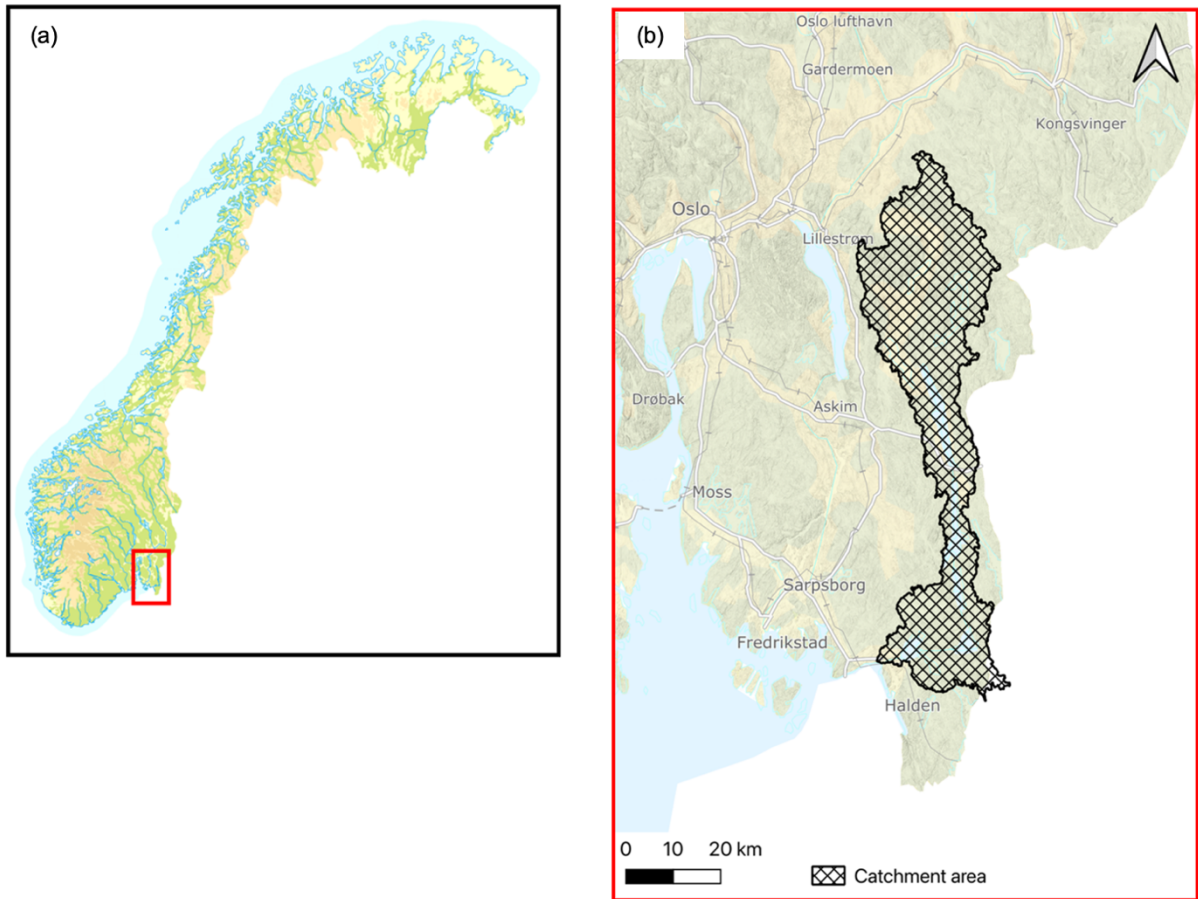 (a)
(b)
Oslo lufthavn
Gardermoen
Kongsvinger
Oslo
Lillestrøm
Drøbak
Askim
Moss
Sarpsborg
Fredrikstad
Halden
0 10 20 km
Catchment area